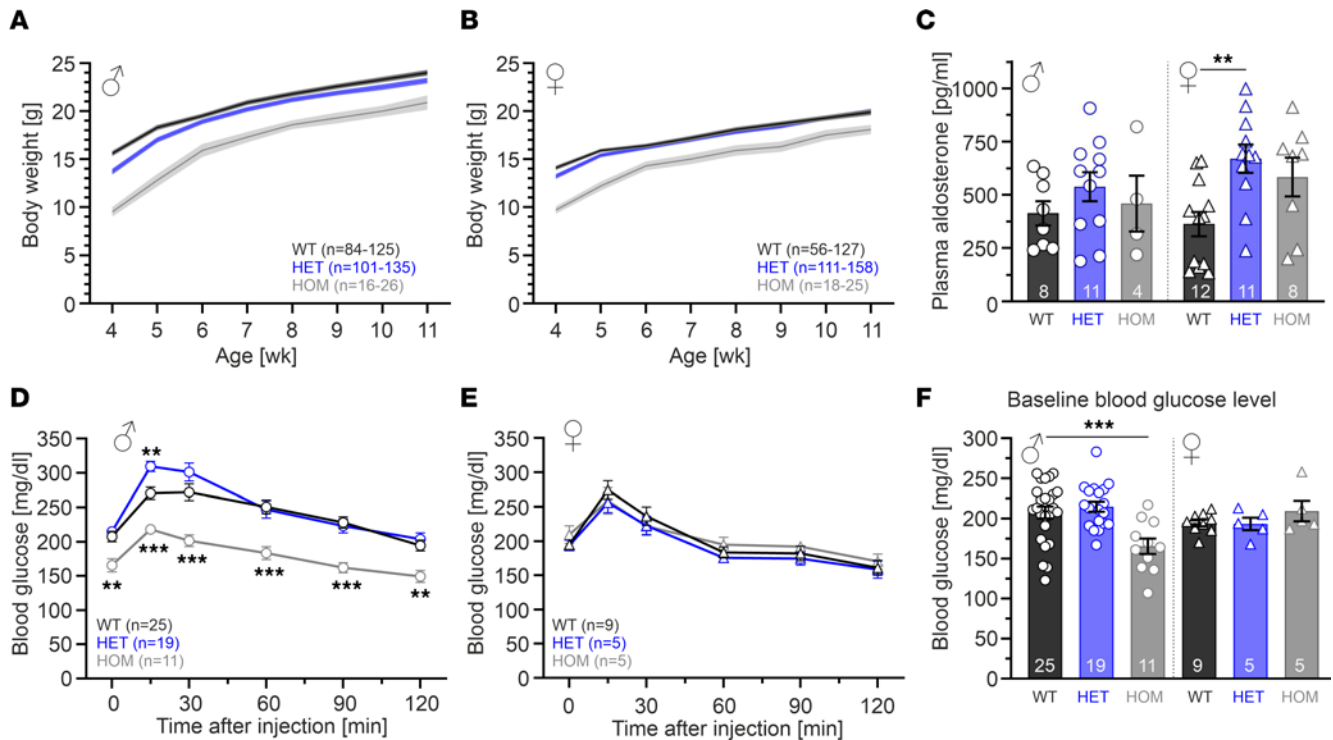 A
Body weight [g]
25
20
15
10
5
0
♂
WT (n=84-125)
HET (n=101-135)
HOM (n=16-26)
4 5 6 7 8 9 10 11
Age [wk]
B
Body weight [g]
25
20
15
10
5
0
♀
WT (n=56-127)
HET (n=111-158)
HOM (n=18-25)
4 5 6 7 8 9 10 11
Age [wk]
C
Plasma aldosterone [pg/ml]
1000
750
500
250
0
♂ ♀ **
8 11 4 12 11 8
WT HET HOM WT HET HOM
D
Blood glucose [mg/dl]
350
300
250
200
150
100
50
0
♂
**
** *** *** *** *** **
WT (n=25)
HET (n=19)
HOM (n=11)
0 30 60 90 120
Time after injection [min]
E
Blood glucose [mg/dl]
350
300
250
200
150
100
50
0
♀
WT (n=9)
HET (n=5)
HOM (n=5)
0 30 60 90 120
Time after injection [min]
F
Baseline blood glucose level
Blood glucose [mg/dl]
300
250
200
150
100
50
0
♂ *** ♀
25 19 11 9 5 5
WT HET HOM WT HET HOM